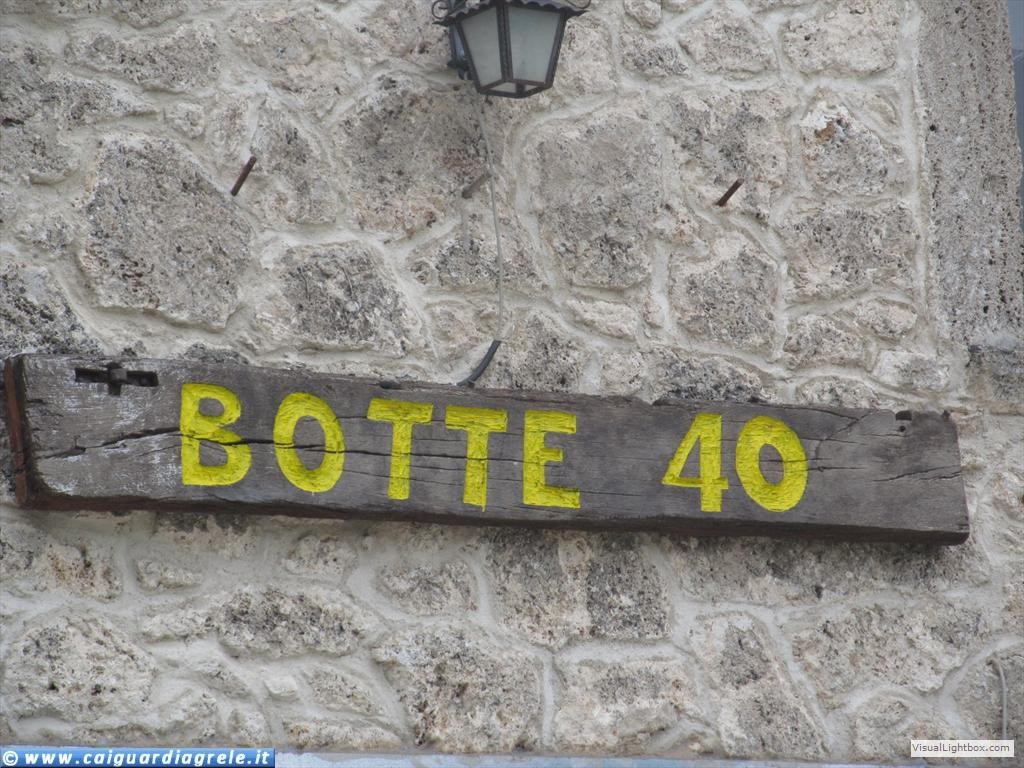 BOTTE 40
© www.caiguardiagrele.it
VisualLightbox.com